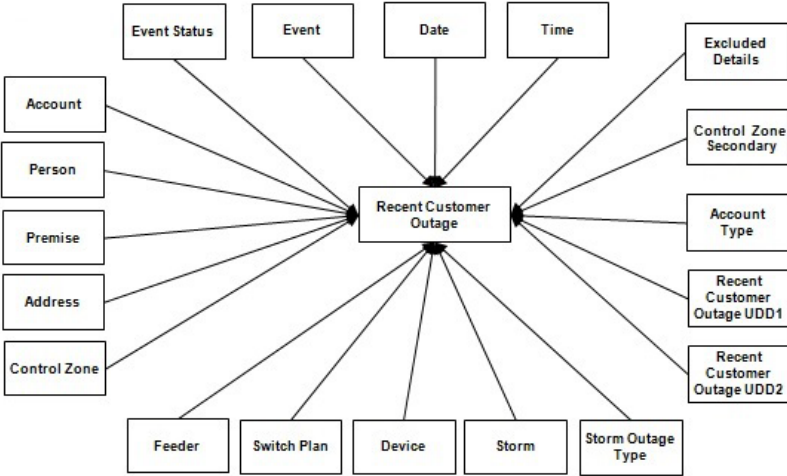 Event Status
Event
Date
Time
Excluded
Details
Account
Control Zone
Secondary
Person
Recent Customer
Outage
Account
Type
Premise
Recent
Customer
Outage UDD1
Address
Control Zone
Recent
Customer
Outage UDD2
Feeder
Switch Plan
Device
Storm
Storm Outage
Type